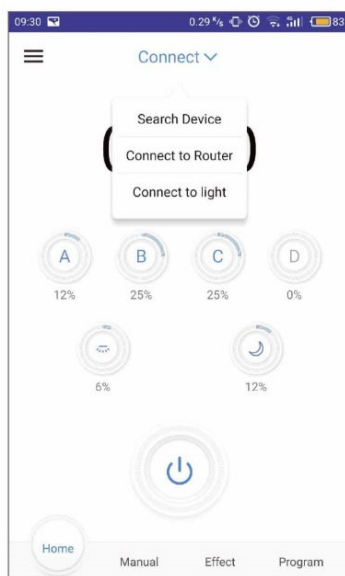 09:30 0.29 K/s 83
Connect
Search Device
Connect to Router
Connect to light
A B C D
12% 25% 25% 0%
6% 12%
Home Manual Effect Program